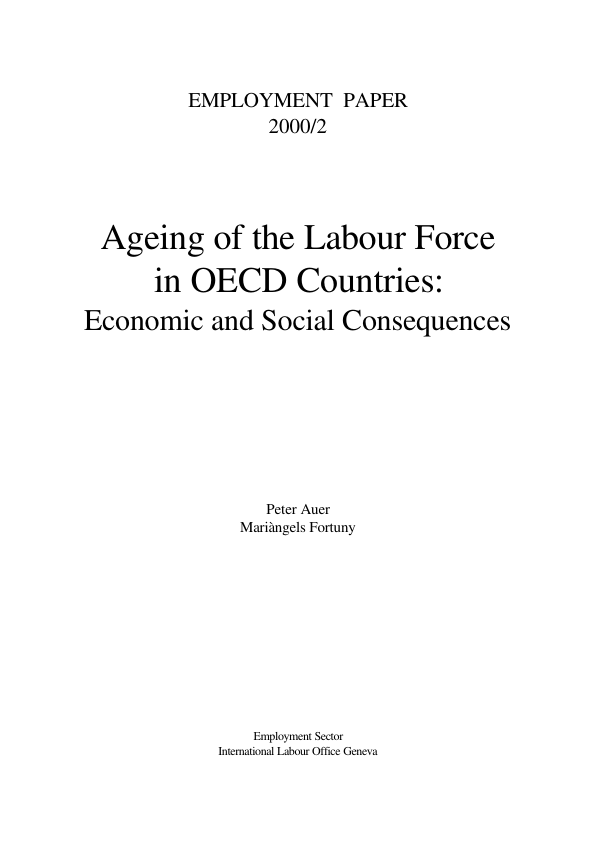 EMPLOYMENT PAPER
2000/2
Ageing of the Labour Force
in OECD Countries:
Economic and Social Consequences
Peter Auer
Mariàngels Fortuny
Employment Sector
International Labour Office Geneva